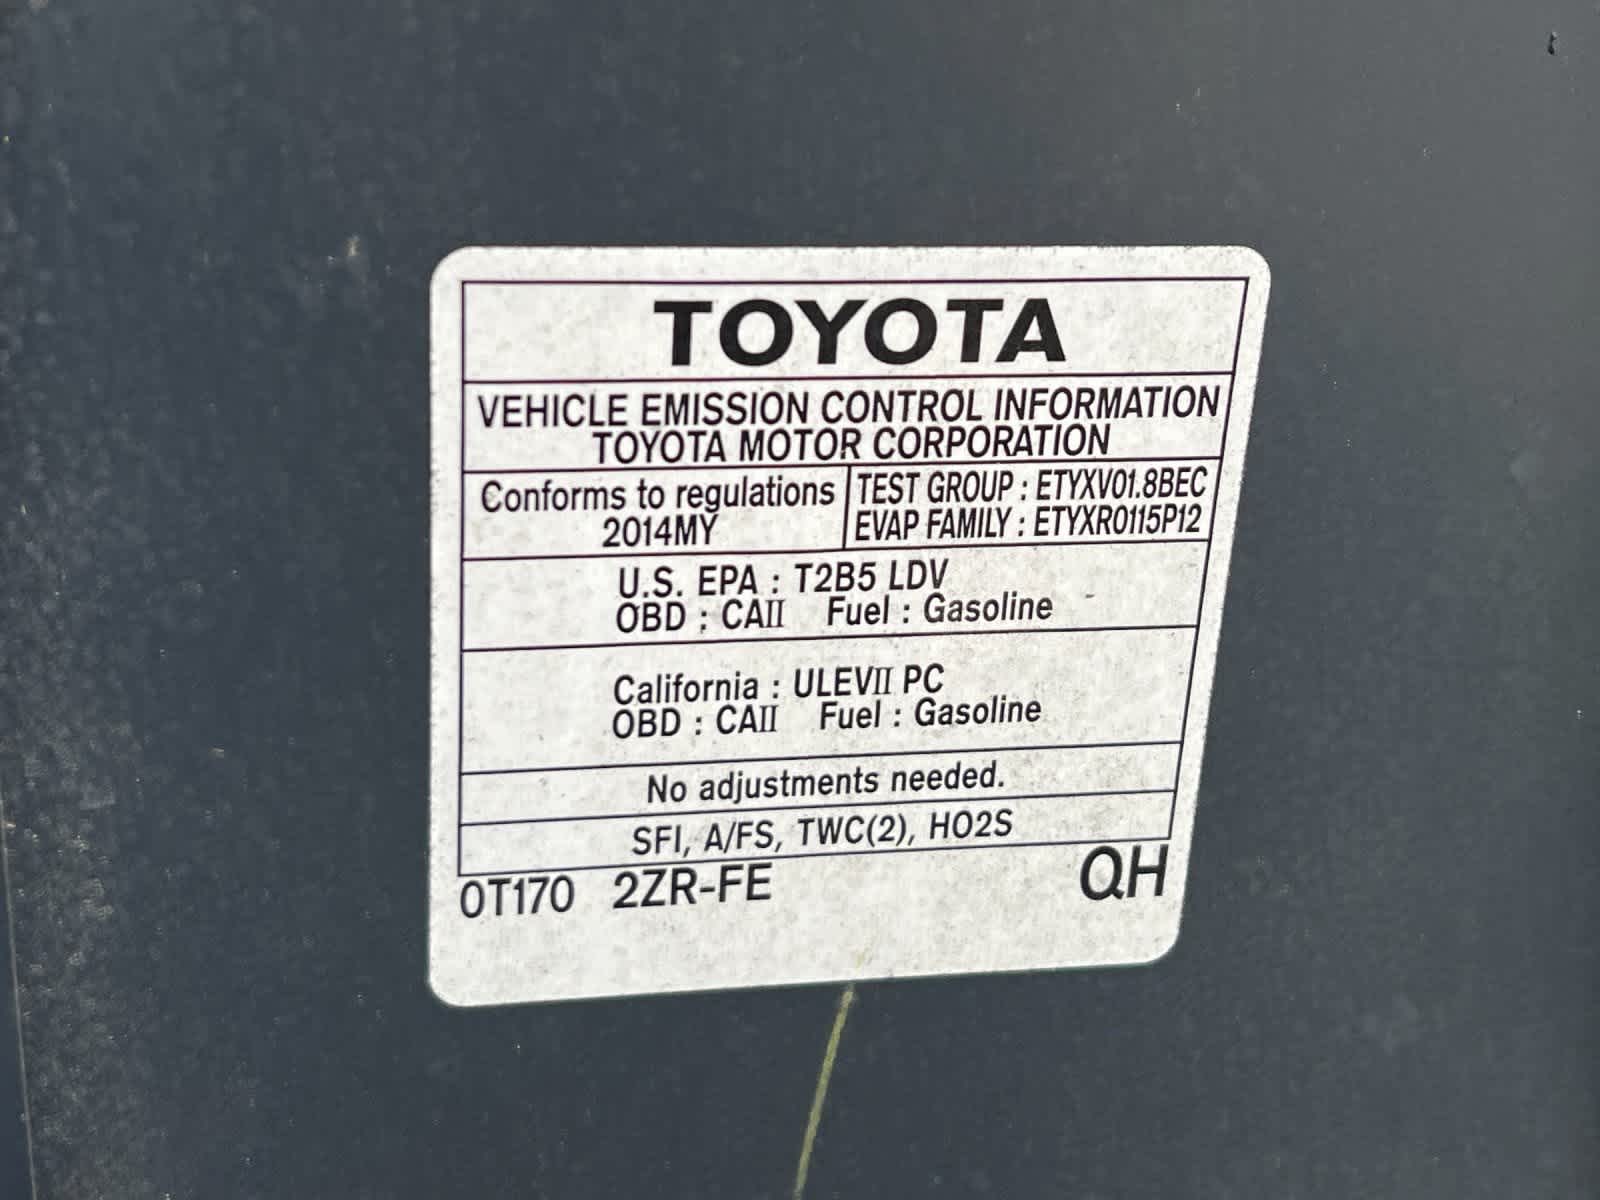 TOYOTA
VEHICLE EMISSION CONTROL INFORMATION
TOYOTA MOTOR CORPORATION
Conforms to regulations
2014MY
TEST GROUP : ETYXV01.8BEC
EVAP FAMILY : ETYXR0115P12
U.S. EPA : T2B5 LDV
OBD : CAII Fuel : Gasoline
California : ULEVII PC
OBD : CAII Fuel : Gasoline
No adjustments needed.
SFI, A/FS, TWC(2), HO2S
0T170 2ZR-FE QH